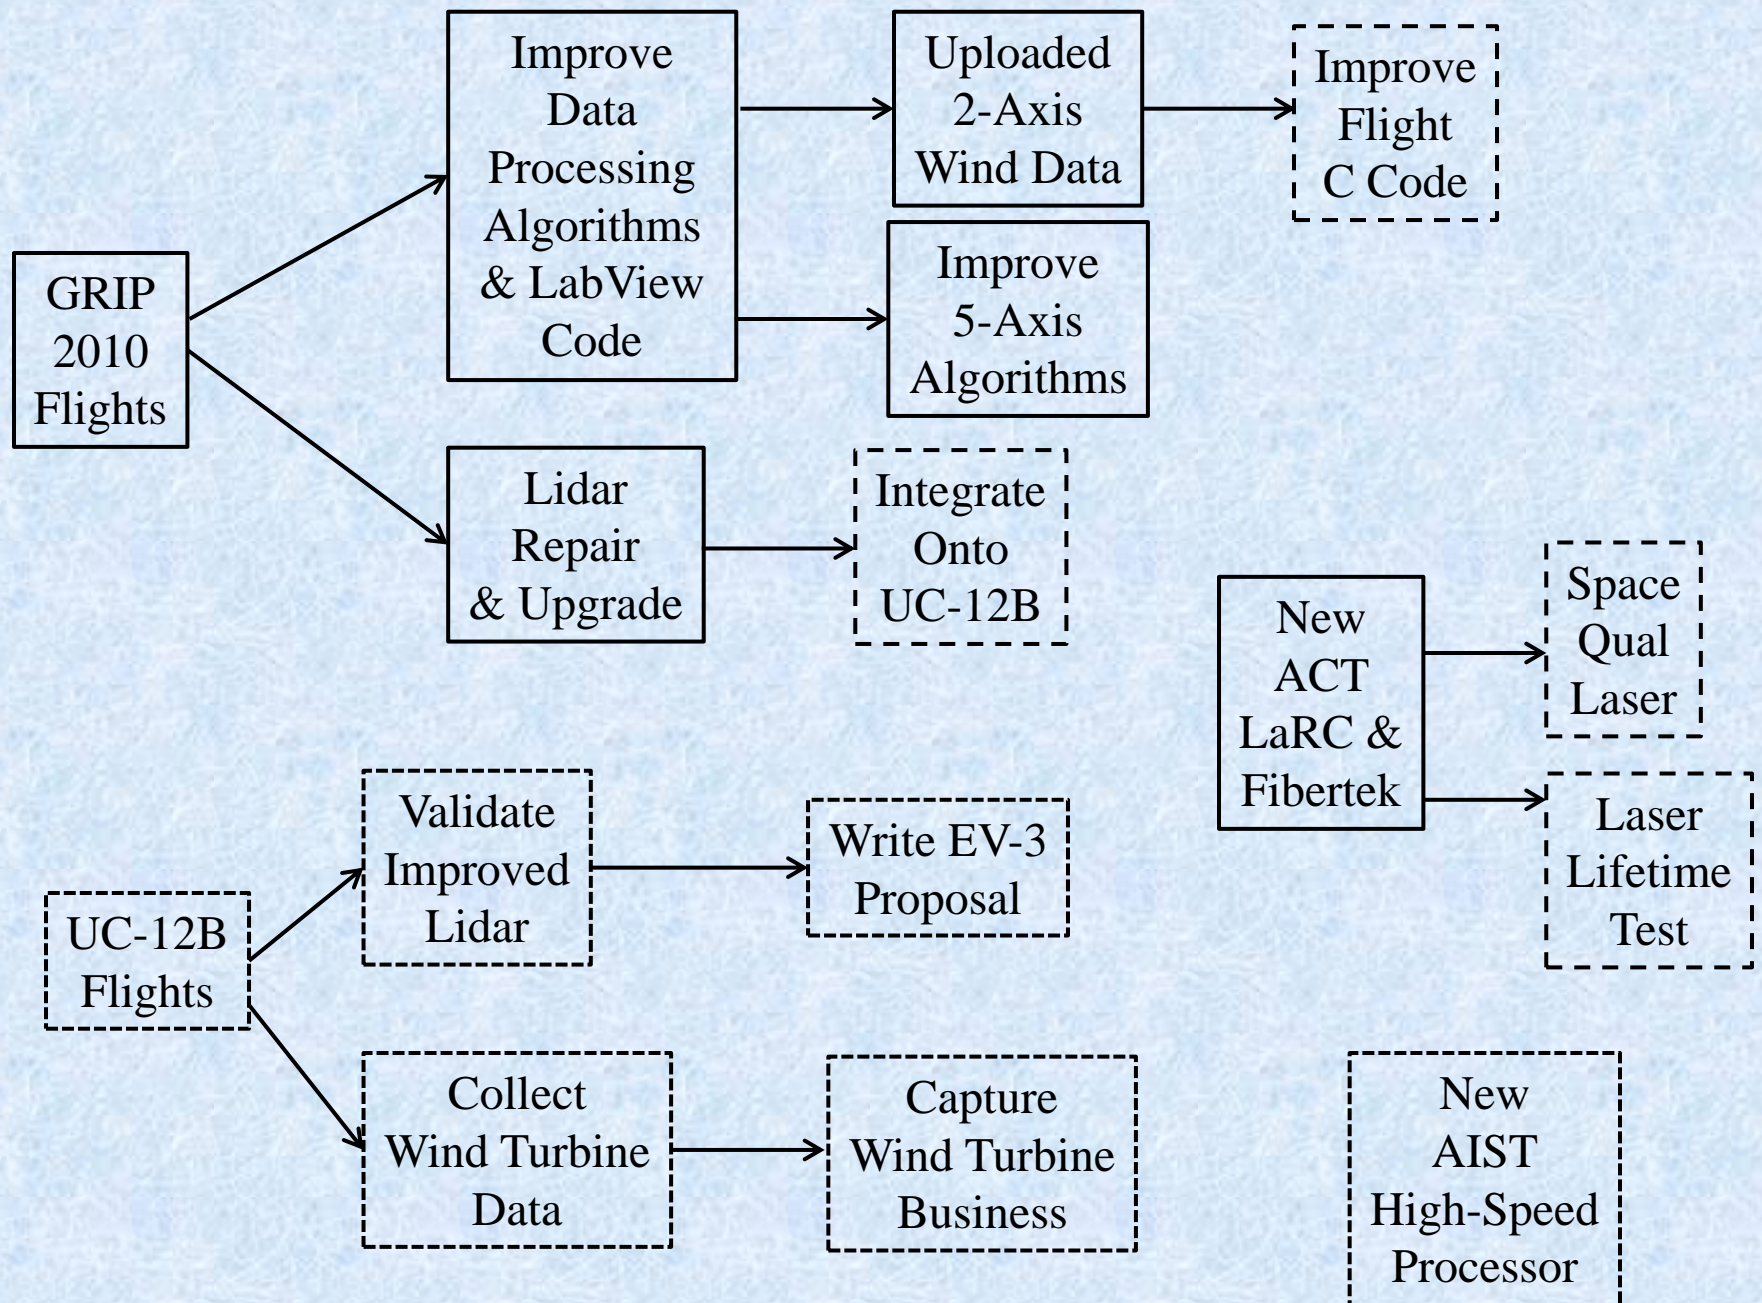 GRIP
2010
Flights
Improve
Data
Processing
Algorithms
& LabView
Code
Uploaded
2-Axis
Wind Data
Improve
Flight
C Code
Improve
5-Axis
Algorithms
Lidar
Repair
& Upgrade
Integrate
Onto
UC-12B
New
ACT
LaRC &
Fibertek
Space
Qual
Laser
Laser
Lifetime
Test
UC-12B
Flights
Validate
Improved
Lidar
Write EV-3
Proposal
Collect
Wind Turbine
Data
Capture
Wind Turbine
Business
New
AIST
High-Speed
Processor